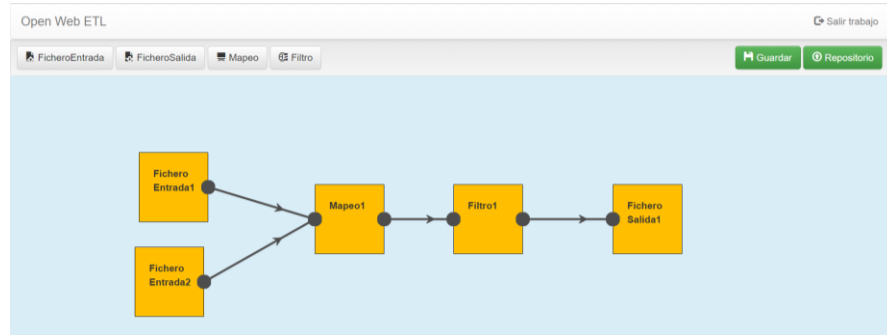 Open Web ETL
Salir trabajo
FicheroEntrada
FicheroSalida
Mapeo
Filtro
Guardar
Repositorio
Fichero
Entrada1
Mapeo1
Filtro1
Fichero
Salida1
Fichero
Entrada2